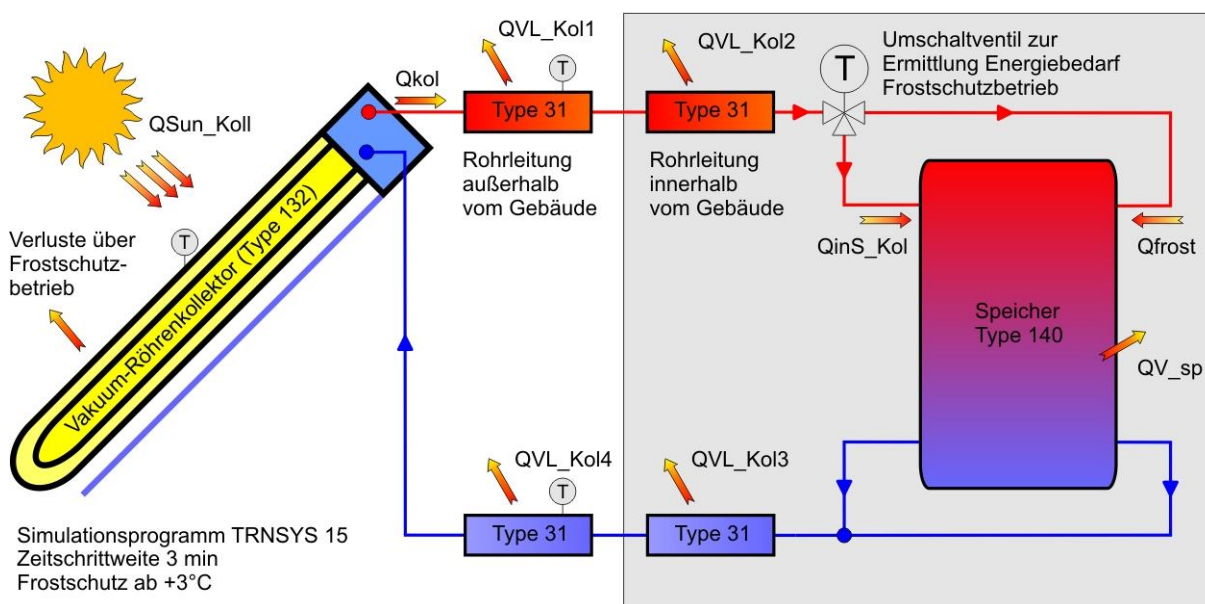 QSun_Koll
Qkol
QVL_Kol1
T
Type 31
Rohrleitung
außerhalb
vom Gebäude
QVL_Kol2
Type 31
Rohrleitung
innerhalb
vom Gebäude
T
Umschaltventil zur
Ermittlung Energiebedarf
Frostschutzbetrieb
QinS_Kol
Qfrost
Speicher
Type 140
QV_sp
T
Vakuum-Röhrenkollektor (Type 132)
Verluste über
Frostschutz-
betrieb
QVL_Kol4
T
Type 31
QVL_Kol3
Type 31
Simulationsprogramm TRNSYS 15
Zeitschrittweite 3 min
Frostschutz ab +3°C